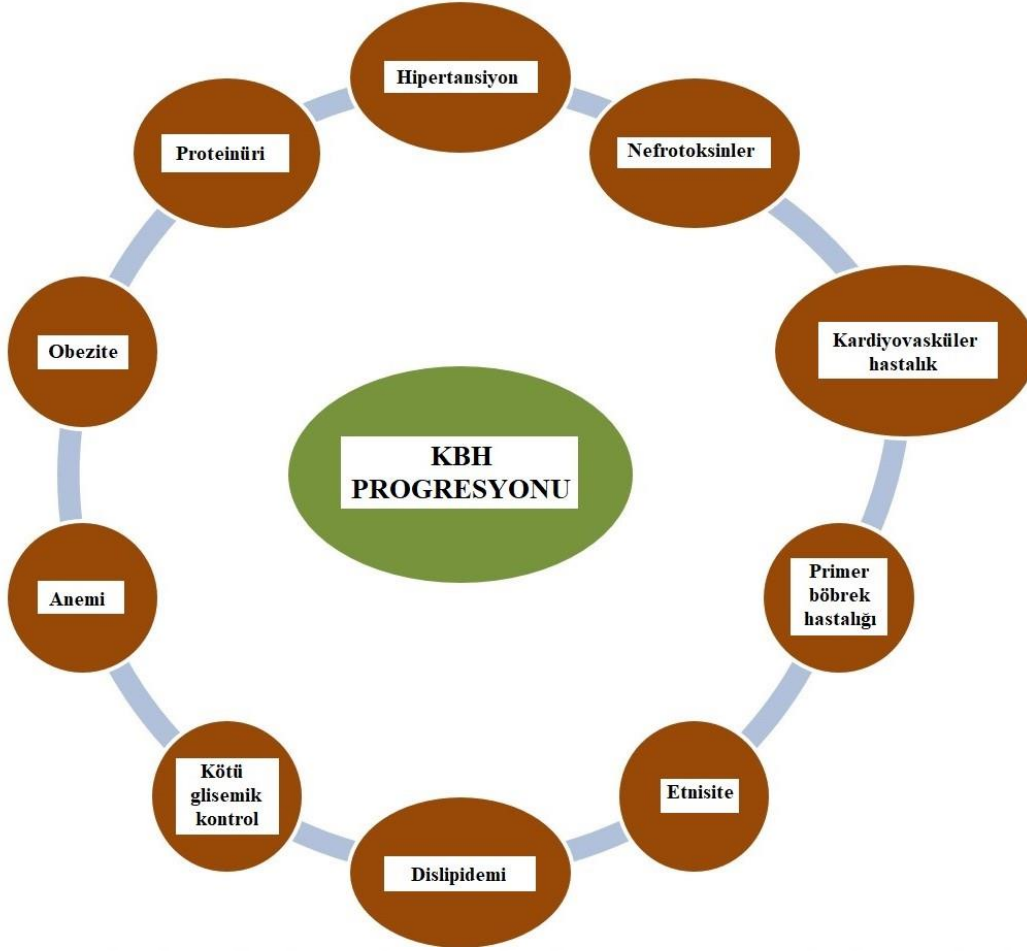 Hipertansiyon
Nefrotoksinler
Kardiyovasküler
hastalık
Primer
böbrek
hastalığı
Etnisite
Dislipidemi
Kötü
glisemik
kontrol
Anemi
Obezite
Proteinüri
KBH
PROGRESYONU